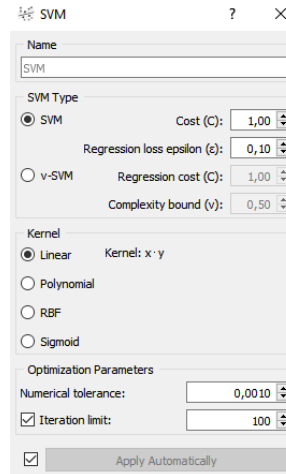 SVM ?
Name
SVM
SVM Type
SVM Cost (C): 1,00
Regression loss epsilon (ε): 0,10
v-SVM Regression cost (C): 1,00
Complexity bound (v): 0,50
Kernel
Linear Kernel: x·y
Polynomial
RBF
Sigmoid
Optimization Parameters
Numerical tolerance: 0,0010
Iteration limit: 100
Apply Automatically